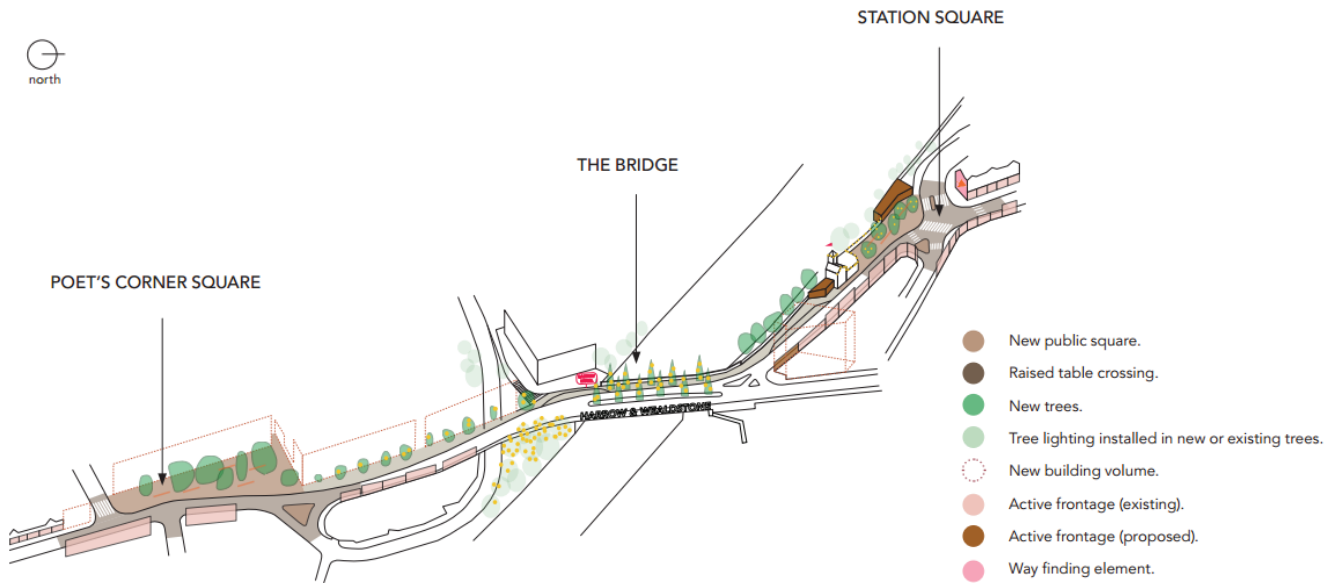 STATION SQUARE
north
THE BRIDGE
POET'S CORNER SQUARE
HARROW & WEALDSTONE
New public square.
Raised table crossing.
New trees.
Tree lighting installed in new or existing trees.
New building volume.
Active frontage (existing).
Active frontage (proposed).
Way finding element.